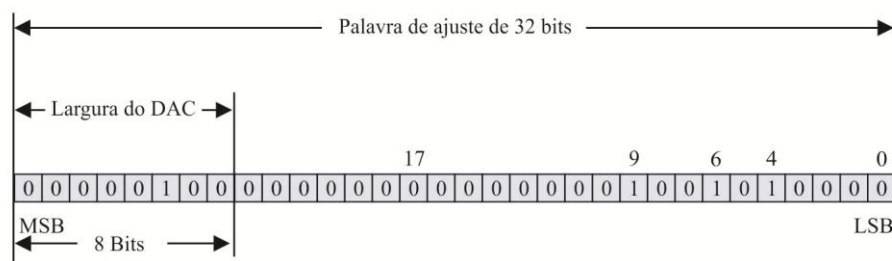 Palavra de ajuste de 32 bits
Largura do DAC
17 9 6 4 0
0 0 0 0 0 1 0 0 0 0 0 0 0 0 0 0 0 0 0 0 0 0 1 0 0 1 0 1 0 0 0 0
MSB LSB
8 Bits